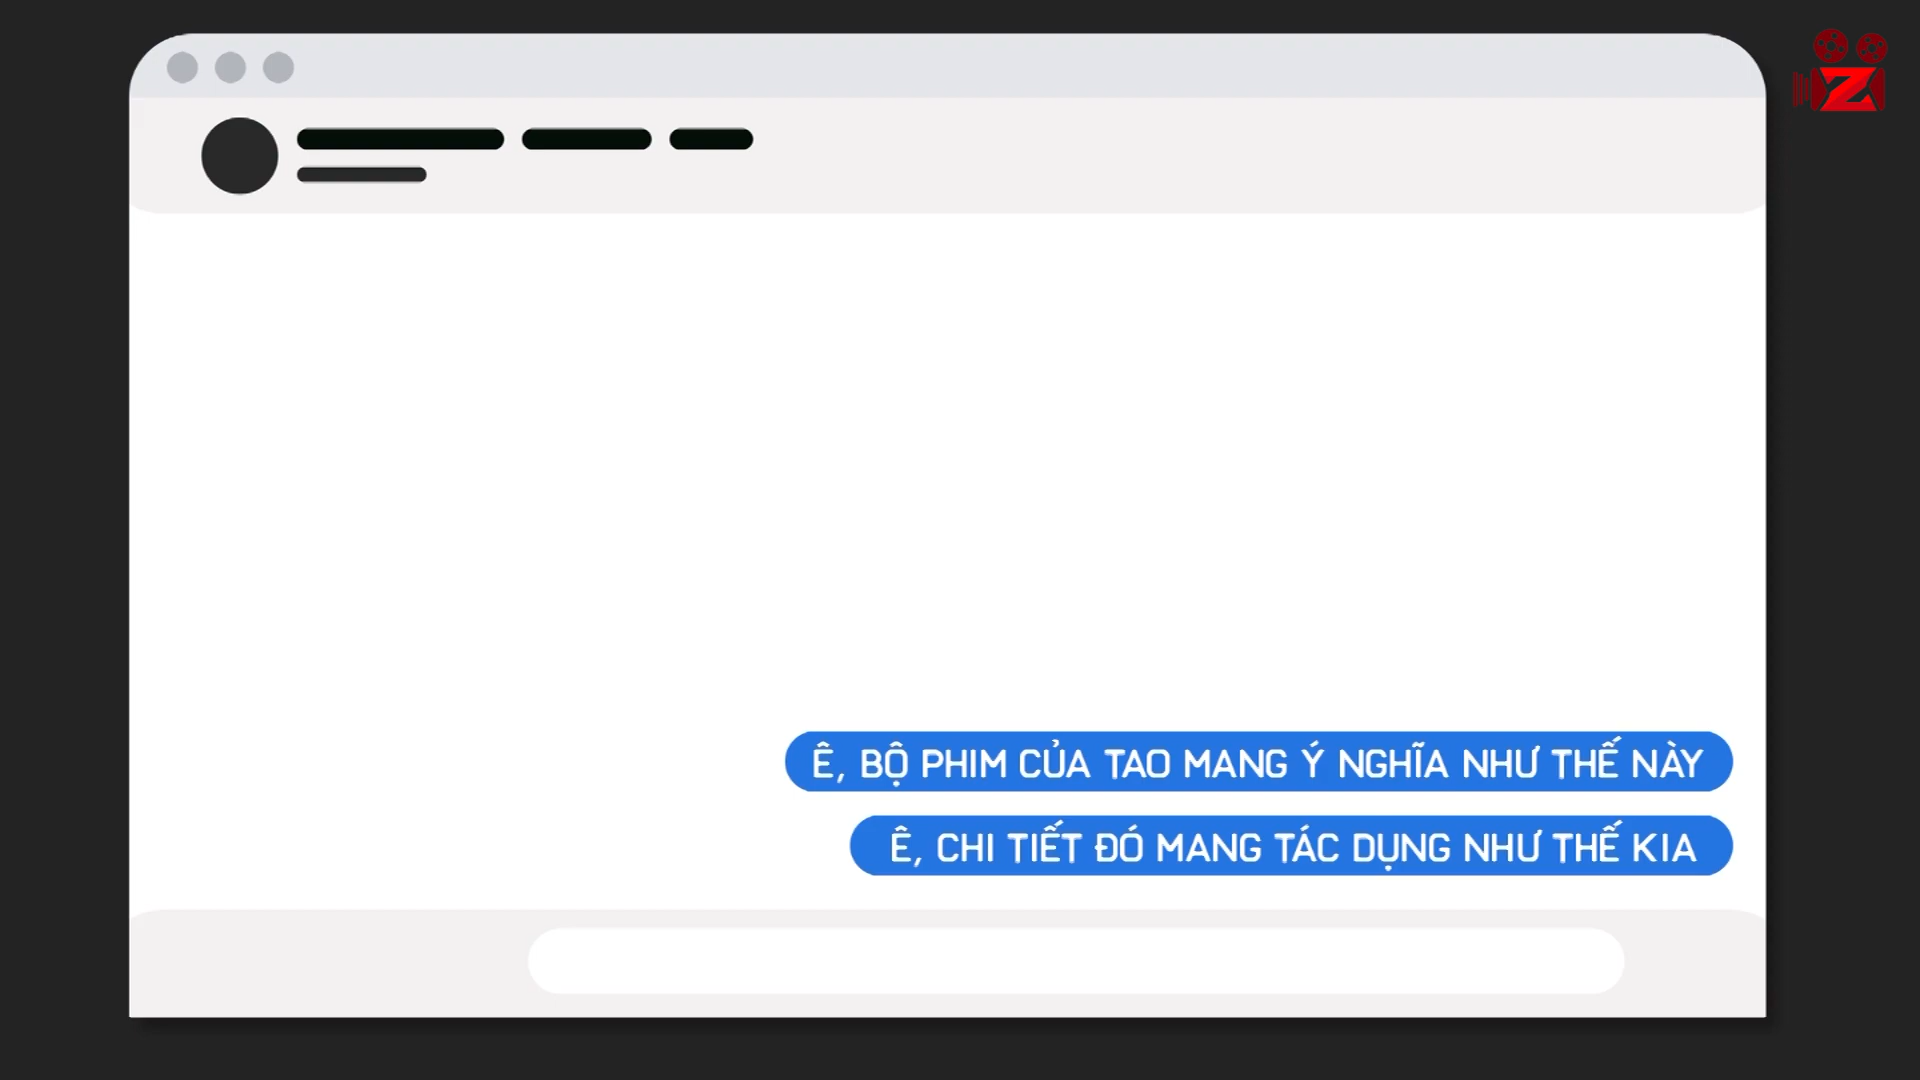 Z
Ê, BỘ PHIM CỦA TAO MANG Ý NGHĨA NHƯ THẾ NÀY
Ê, CHI TIẾT ĐÓ MANG TÁC DỤNG NHƯ THẾ KIA